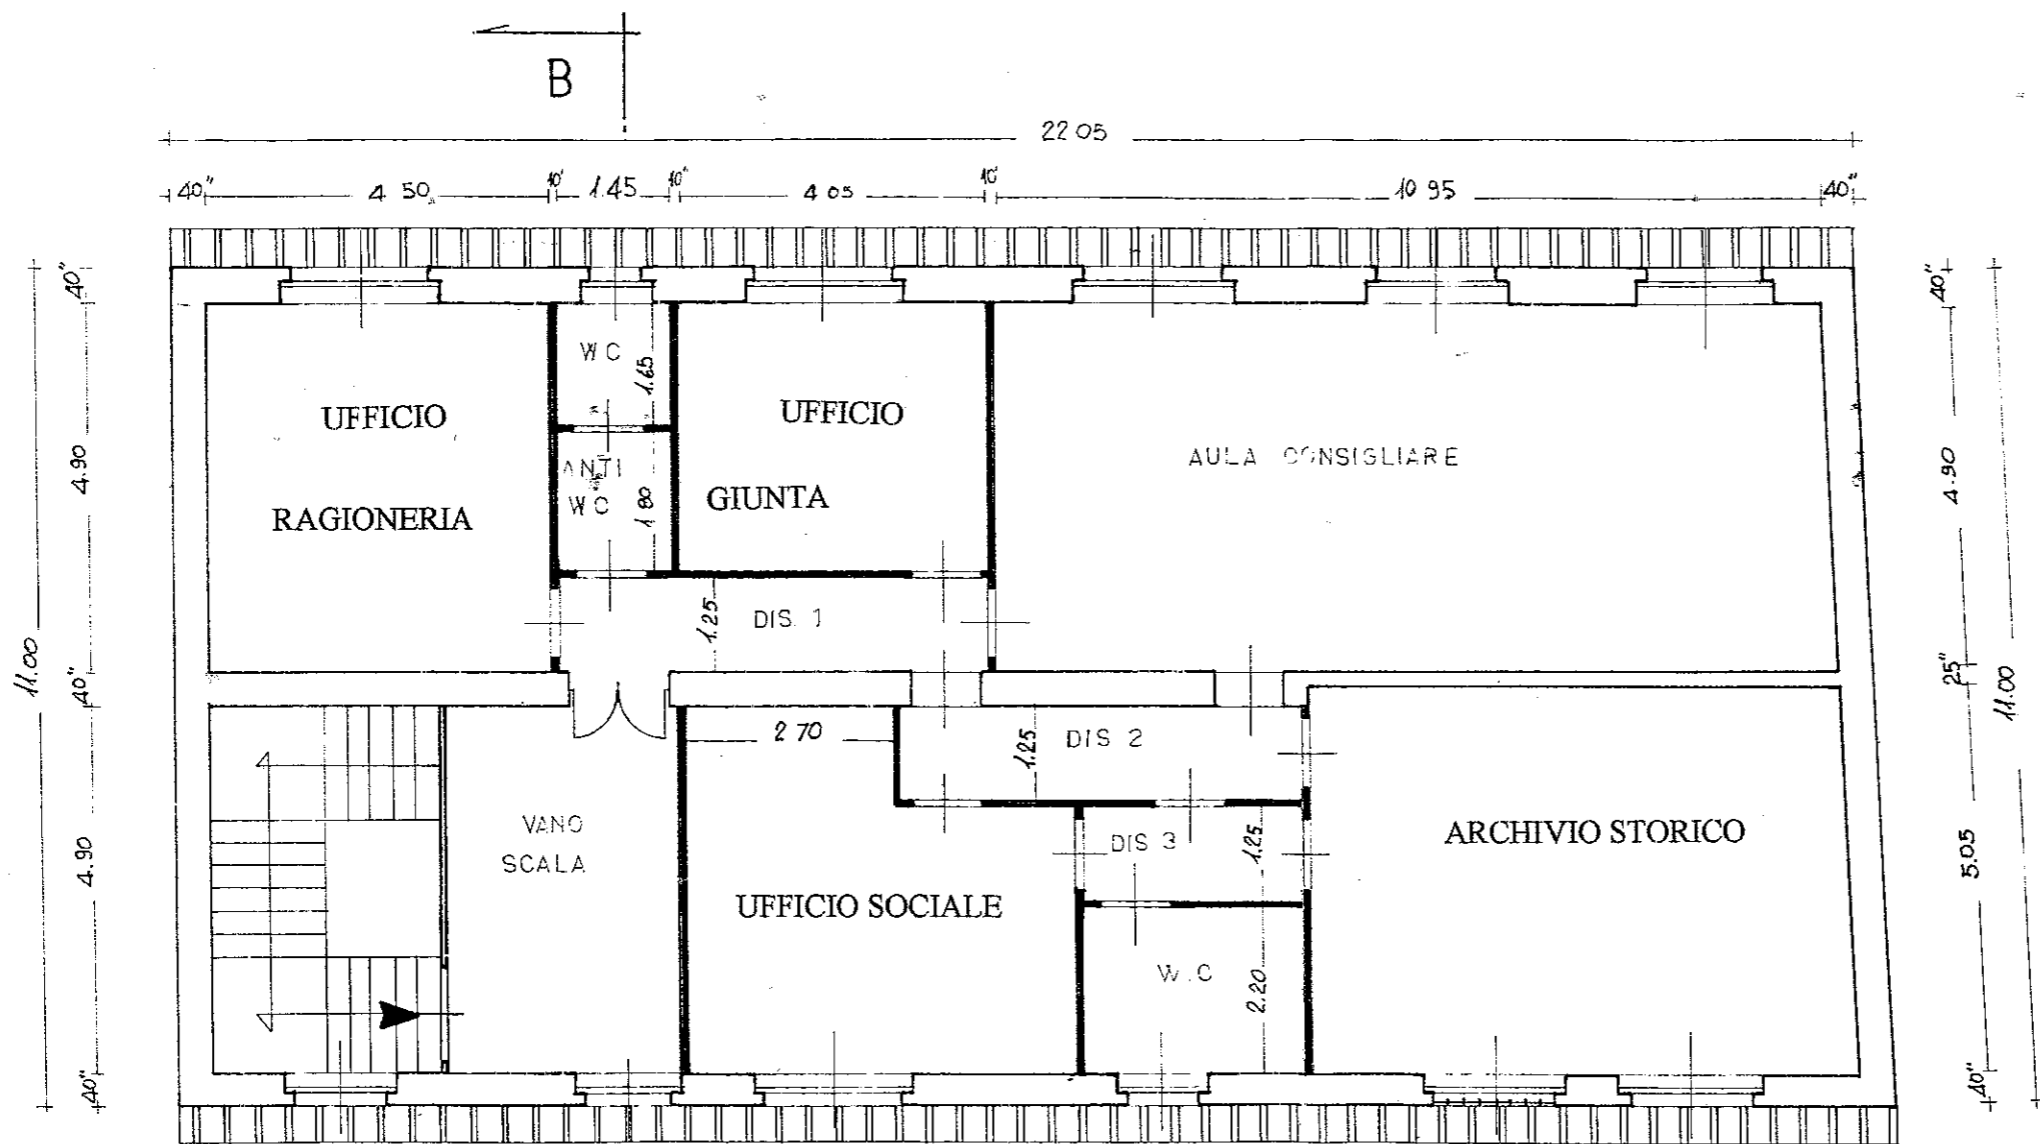 B
22 05
40" 4 50 10' 1.45 10" 4 05 10' 10 95 40"
40"
4.90
11.00
40"
4.90
40"
40"
4.90
25"
11.00
5.05
40"
WC
1.65
UFFICIO
RAGIONERIA
ANTI
WC
1 80
UFFICIO
GIUNTA
AULA CONSIGLIARE
1.25
DIS. 1
2 70
1.25
DIS 2
VANO
SCALA
DIS 3
1.25
ARCHIVIO STORICO
UFFICIO SOCIALE
W.C
2.20